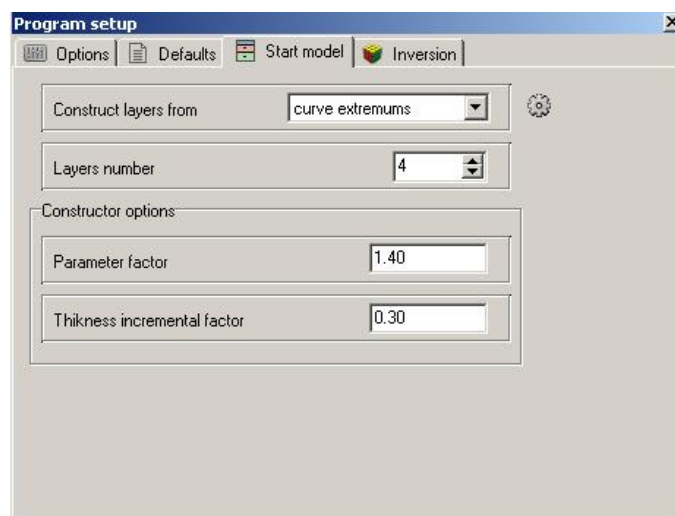 Program setup
Options Defaults Start model Inversion
Construct layers from curve extremums
Layers number 4
Constructor options
Parameter factor 1.40
Thikness incremental factor 0.30